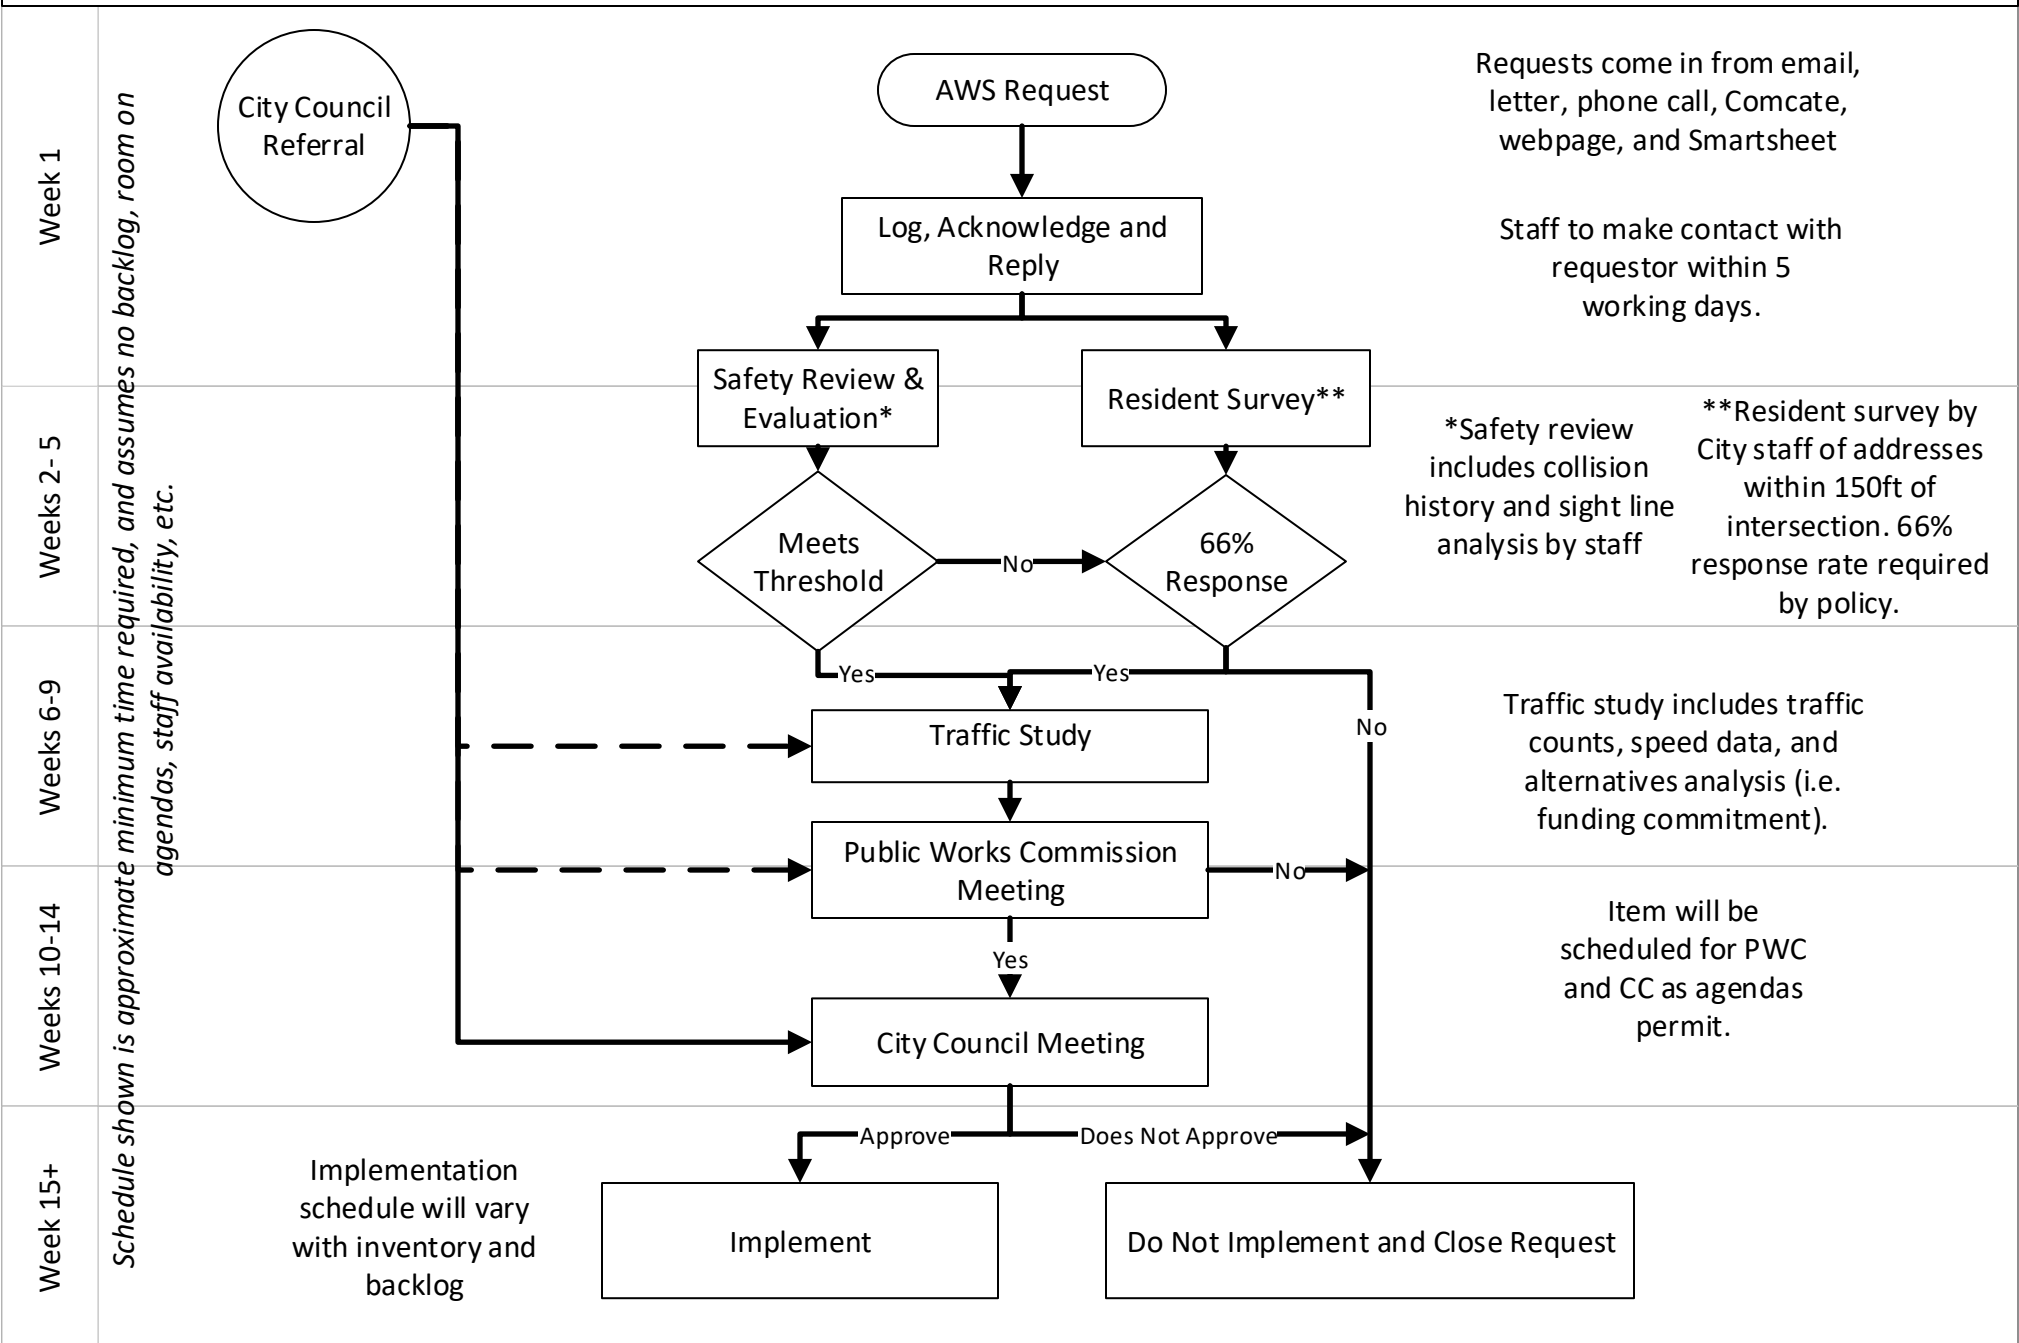 Week 1
Weeks 2- 5
Weeks 6-9
Weeks 10-14
Week 15+
Schedule shown is approximate minimum time required, and assumes no backlog, room on
agendas, staff availability, etc.
City Council
Referral
AWS Request
Requests come in from email,
letter, phone call, Comcate,
webpage, and Smartsheet
Log, Acknowledge and
Reply
Staff to make contact with
requestor within 5
working days.
Safety Review &
Evaluation*
Resident Survey**
*Safety review
includes collision
history and sight line
analysis by staff
**Resident survey by
City staff of addresses
within 150ft of
intersection. 66%
response rate required
by policy.
Meets
Threshold
No
66%
Response
Yes
Yes
No
Traffic Study
Traffic study includes traffic
counts, speed data, and
alternatives analysis (i.e.
funding commitment).
Public Works Commission
Meeting
No
Yes
Item will be
scheduled for PWC
and CC as agendas
permit.
City Council Meeting
Approve
Does Not Approve
Implementation
schedule will vary
with inventory and
backlog
Implement
Do Not Implement and Close Request